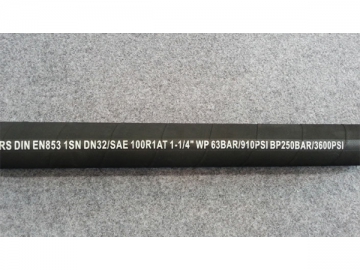 RS DIN EN853 1SN DN32/SAE 100R1AT 1-1/4" WP 63BAR/910PSI BP250BAR/3600PSI